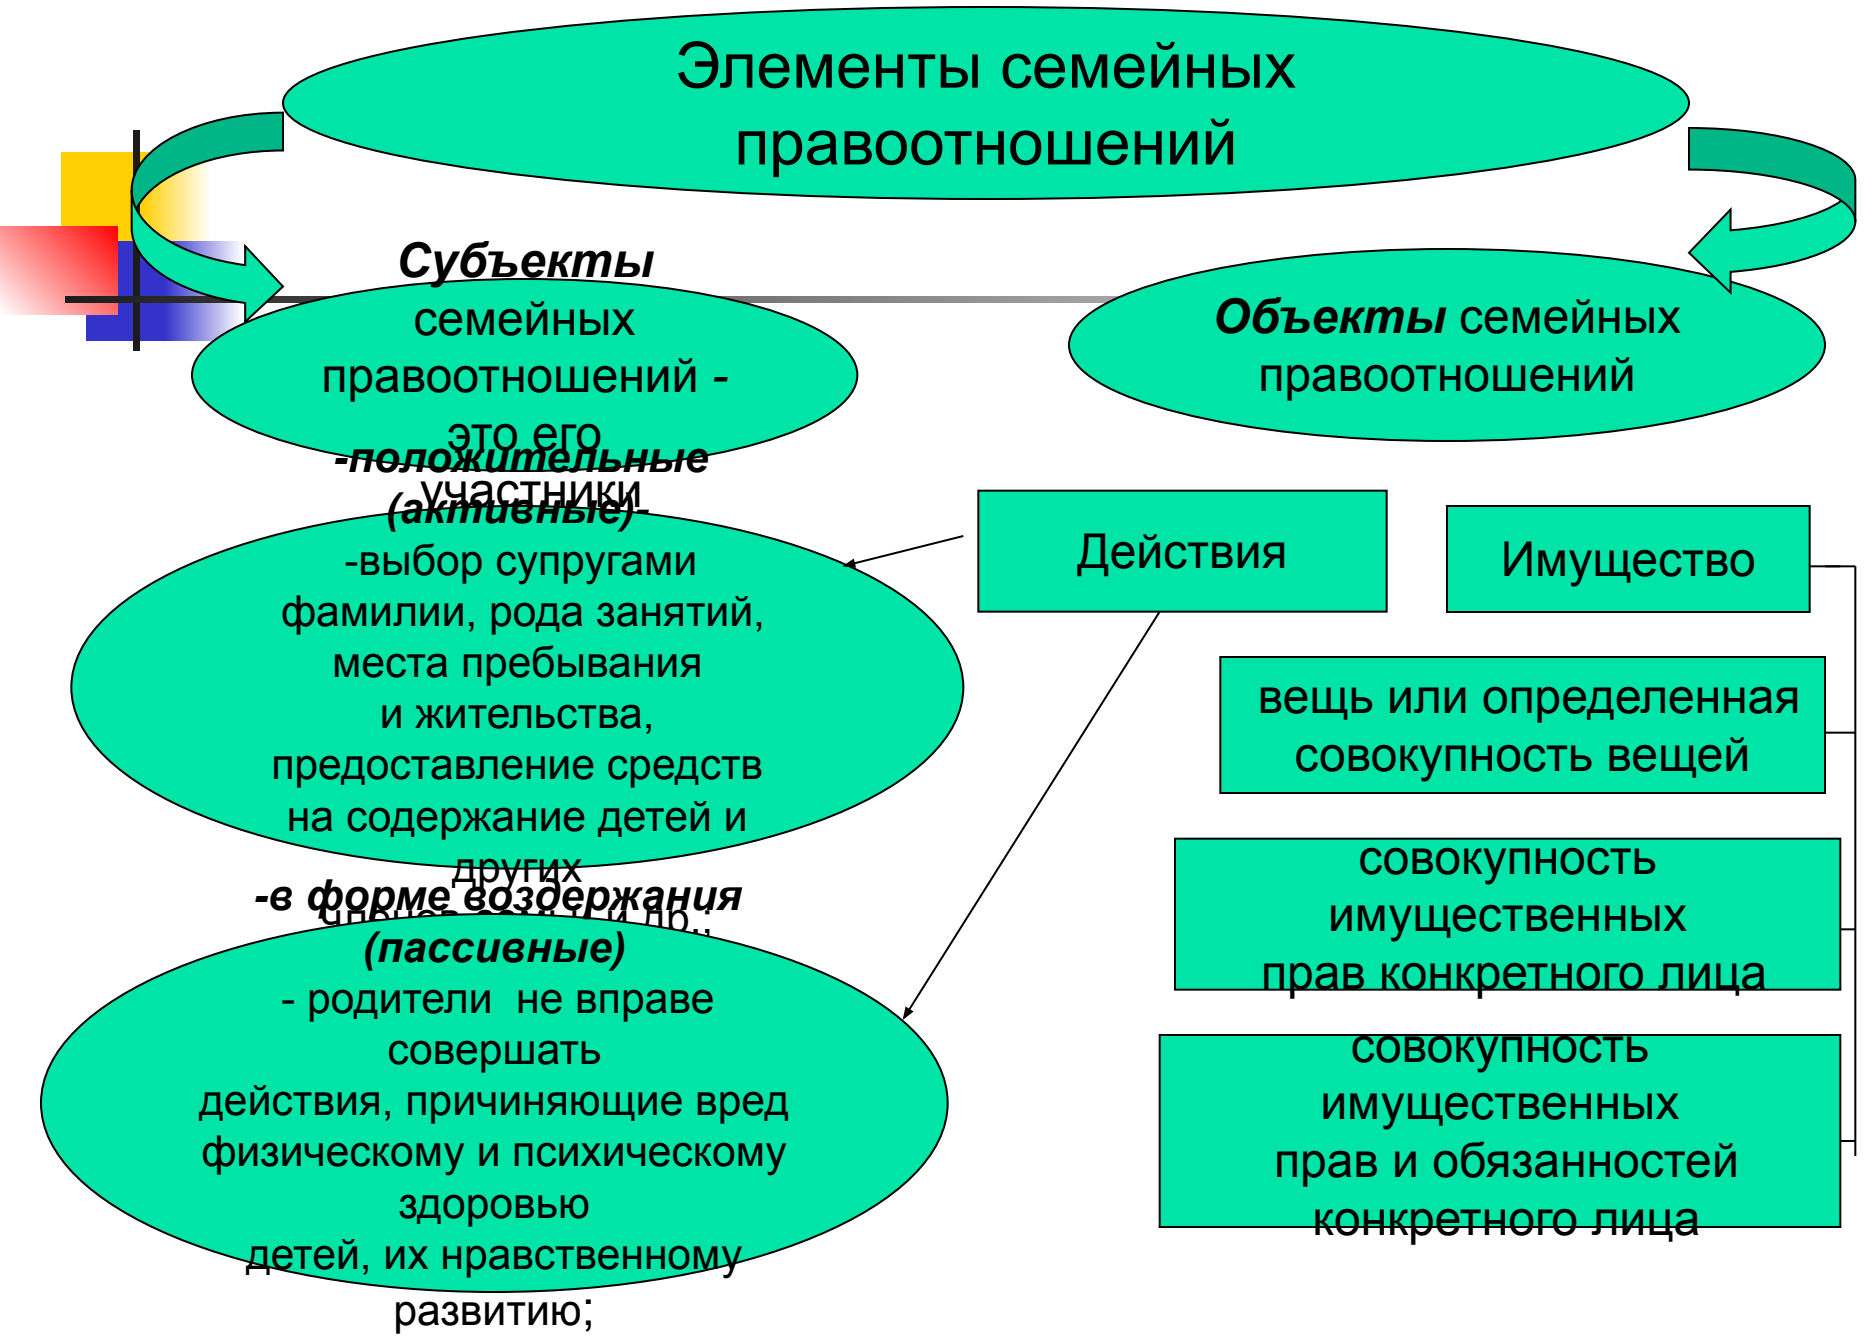 Элементы семейных
правоотношений
Субъекты
семейных
правоотношений -
это его
участники
Объекты семейных
правоотношений
-положительные
(активные)-
-выбор супругами
фамилии, рода занятий,
места пребывания
и жительства,
предоставление средств
на содержание детей и
других
членов семьи и др.;
Действия
Имущество
вещь или определенная
совокупность вещей
совокупность
имущественных
прав конкретного лица
совокупность
имущественных
прав и обязанностей
конкретного лица
-в форме воздержания
(пассивные)
- родители  не вправе
совершать
действия, причиняющие вред
физическому и психическому
здоровью
детей, их нравственному
развитию;